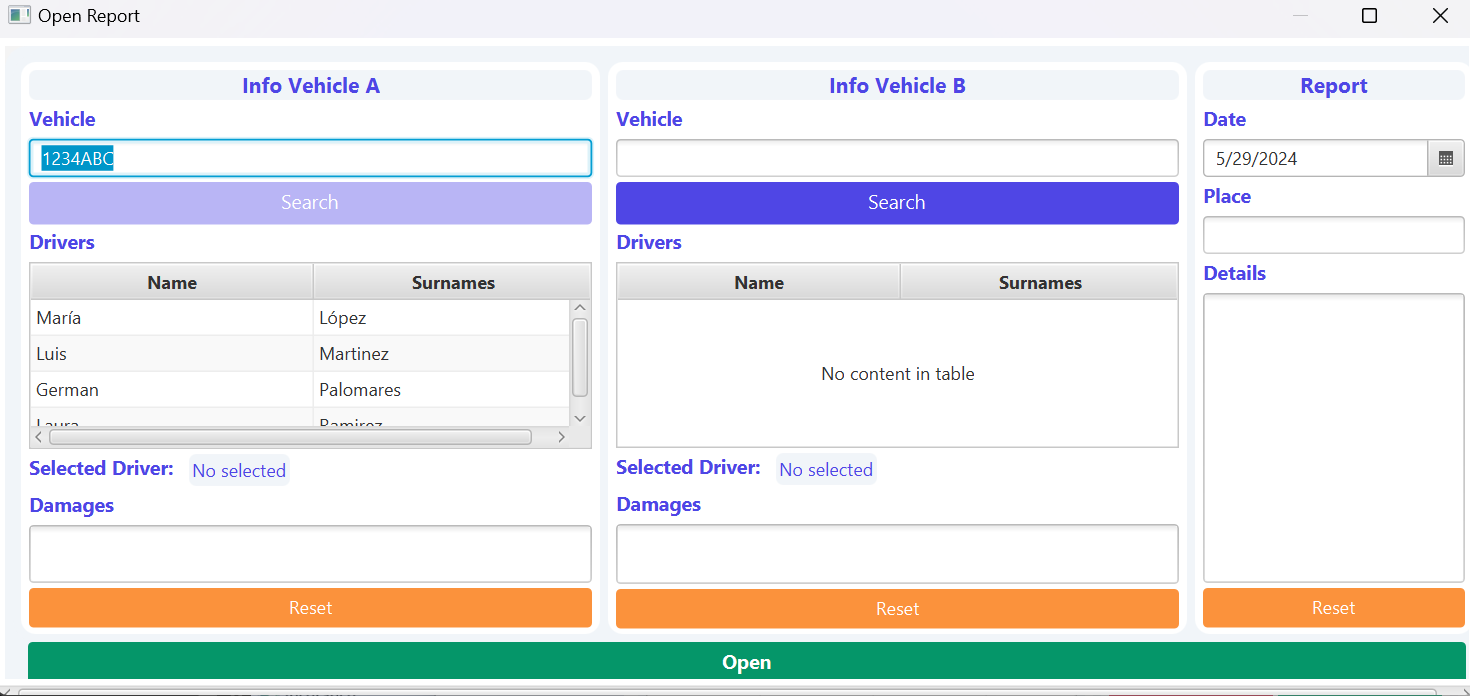 Open Report
Info Vehicle A
Vehicle
1234ABC
Search
Drivers
Name Surnames
María López
Luis Martinez
German Palomares
Laura Ramirez
Selected Driver: No selected
Damages
Reset
Info Vehicle B
Vehicle
Search
Drivers
Name Surnames
No content in table
Selected Driver: No selected
Damages
Reset
Report
Date
5/29/2024
Place
Details
Reset
Open